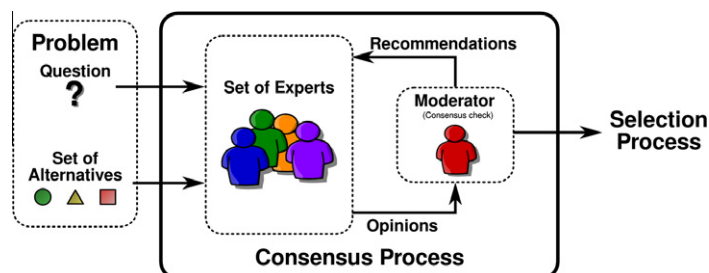 Problem
Question
?
Set of
Alternatives
Set of Experts
Recommendations
Moderator
(Consensus check)
Opinions
Consensus Process
Selection
Process